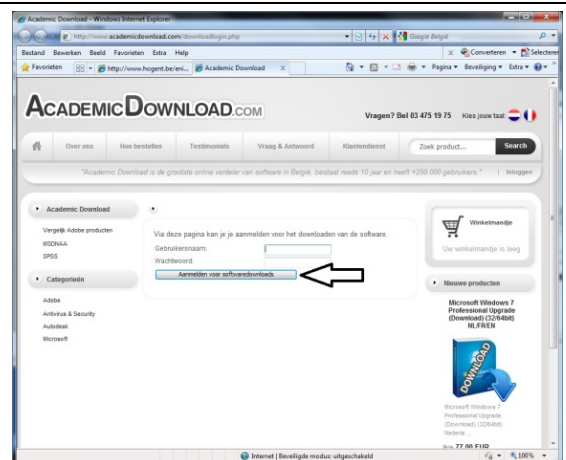 Academic Download - Windows Internet Explorer
http://www.academicdownload.com/downloadlogin.php
Google België
Bestand Bewerken Beeld Favorieten Extra Help
x Converteren Selecteren
Favorieten http://www.hogent.be/eni... Academic Download x Pagina Beveiliging Extra
ACADEMICDOWNLOAD.COM
Vragen? Bel 03 475 19 75 Kies jouw taal:
Over ons Hoe bestellen Testimonials Vraag & Antwoord Klantendienst Zoek product... Search
"Academic Download is de grootste online verdeler van software in België, bestaat reeds 10 jaar en heeft +250.000 gebruikers." | Inloggen
Academic Download
Vergelijk Adobe producten
MSDNAA
SPSS
Categorieën
Adobe
Antivirus & Security
Autodesk
Microsoft
Via deze pagina kan je je aanmelden voor het downloaden van de software.
Gebruikersnaam:
Wachtwoord:
Aanmelden voor softwaredownloads
Winkelmandje
Uw winkelmandje is leeg
Nieuwe producten
Microsoft Windows 7
Professional Upgrade
(Download) (32/64bit)
NL/FR/EN
DOWNLOAD
Microsoft Windows 7
Professional Upgrade
(Download) (32/64bit)
Nederla...
Prijs 77,00 EUR
Internet | Beveiligde modus: uitgeschakeld
100%